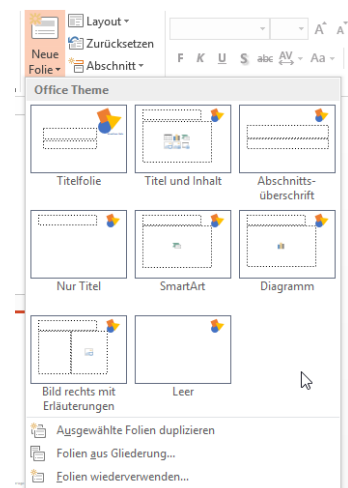 Layout
Zurücksetzen
Neue
Folie
Abschnitt
F K U S abc AV Aa A A
Office Theme
Titelfolie
Titel und Inhalt
Abschnitts-
überschrift
Nur Titel
SmartArt
Diagramm
Bild rechts mit
Erläuterungen
Leer
Ausgewählte Folien duplizieren
Folien aus Gliederung...
Folien wiederverwenden...